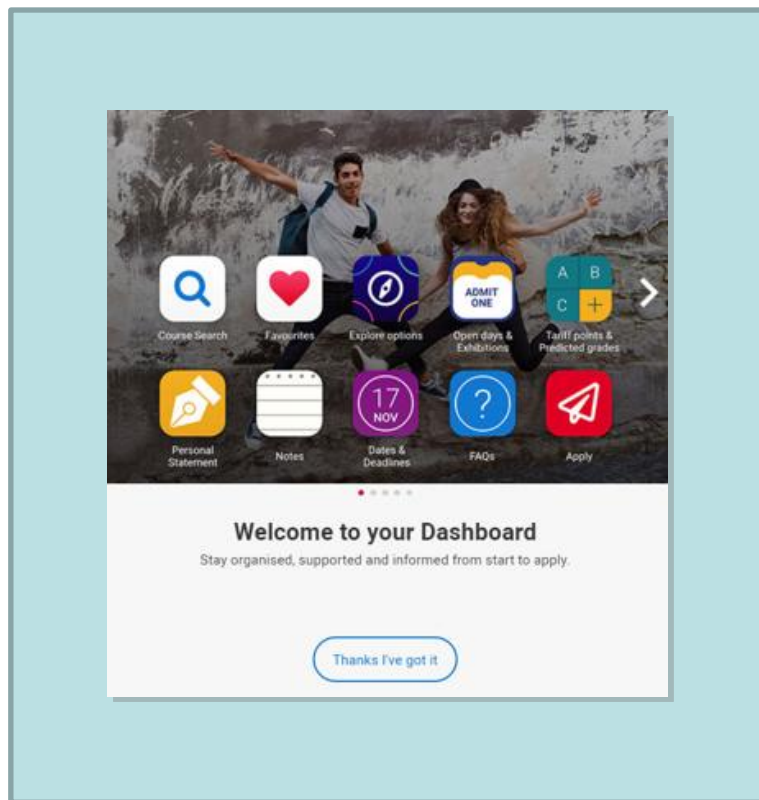 ADMIT
ONE
A B
C +
Course Search
Favourites
Explore options
Open days &
Exhibitions
Tariff points &
Predicted grades
17
NOV
?
Personal
Statement
Notes
Dates &
Deadlines
FAQs
Apply
Welcome to your Dashboard
Stay organised, supported and informed from start to apply.
Thanks I've got it